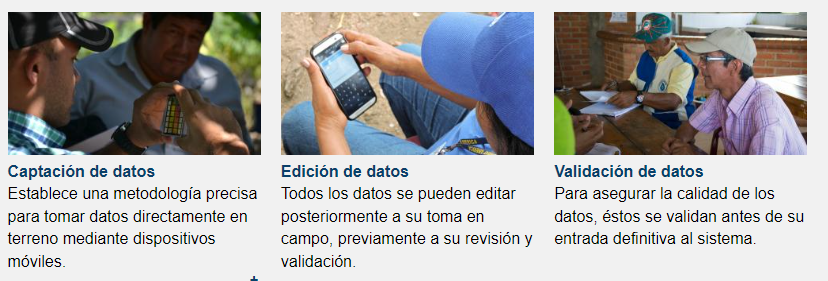 Captación de datos
Establece una metodología precisa
para tomar datos directamente en
terreno mediante dispositivos
móviles.
Edición de datos
Todos los datos se pueden editar
posteriormente a su toma en
campo, previamente a su revisión y
validación.
Validación de datos
Para asegurar la calidad de los
datos, éstos se validan antes de su
entrada definitiva al sistema.